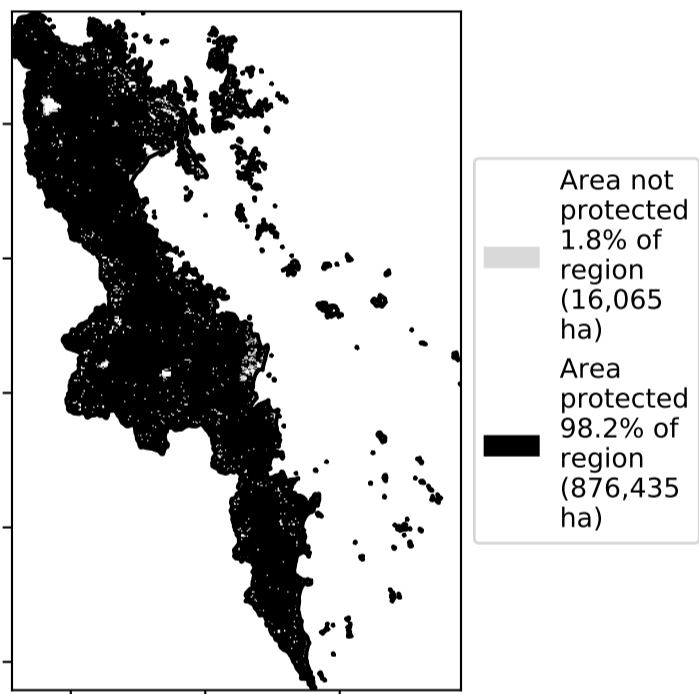 Area not
protected
1.8% of
region
(16,065
ha)
Area
protected
98.2% of
region
(876,435
ha)